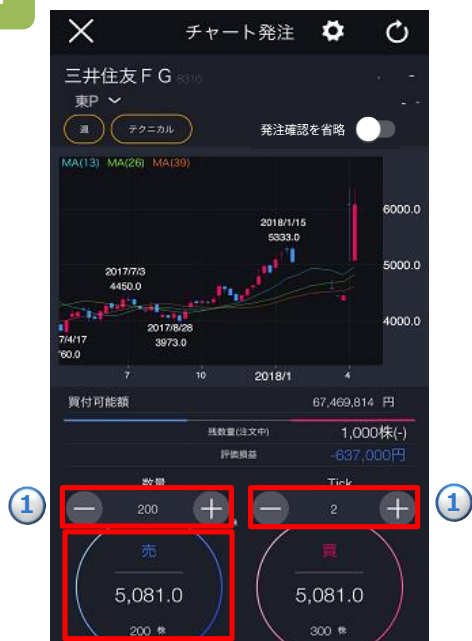 チャート発注
三井住友ＦＧ 8316
-
東P
- -
週 テクニカル 発注確認を省略
MA(13) MA(26) MA(39)
6000.0
2018/1/15
5333.0
5000.0
2017/7/3
4450.0
4000.0
2017/8/28
3973.0
7/4/17
60.0
7 10 2018/1 4
買付可能額 67,469,814 円
残数量(注文中) 1,000株(-)
評価損益 -637,000円
数量 Tick
1 － 200 ＋ － 2 ＋ 1
売 買
5,081.0 5,081.0
200 株 300 株